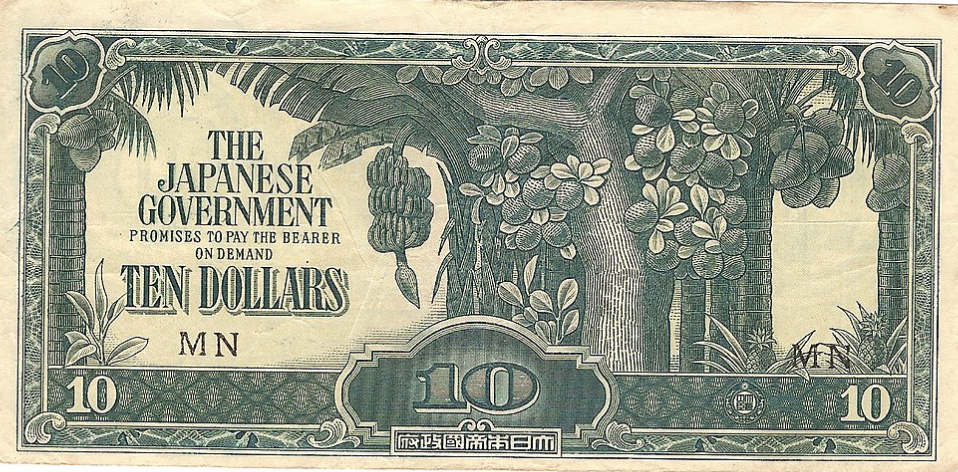 10
10
THE
JAPANESE
GOVERNMENT
PROMISES TO PAY THE BEARER
ON DEMAND
TEN DOLLARS
MN
MN
10
10
10
大日本帝國政府